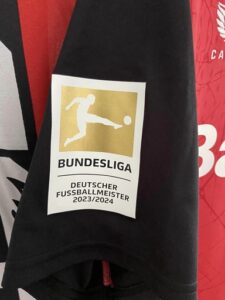 BUNDESLIGA
DEUTSCHER
FUSSBALLMEISTER
2023/2024